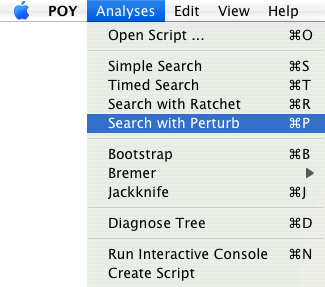 POY Analyses Edit View Help
Open Script ... ⌘O
Simple Search ⌘S
Timed Search ⌘T
Search with Ratchet ⌘R
Search with Perturb ⌘P
Bootstrap ⌘B
Bremer
Jackknife ⌘J
Diagnose Tree ⌘D
Run Interactive Console ⌘N
Create Script